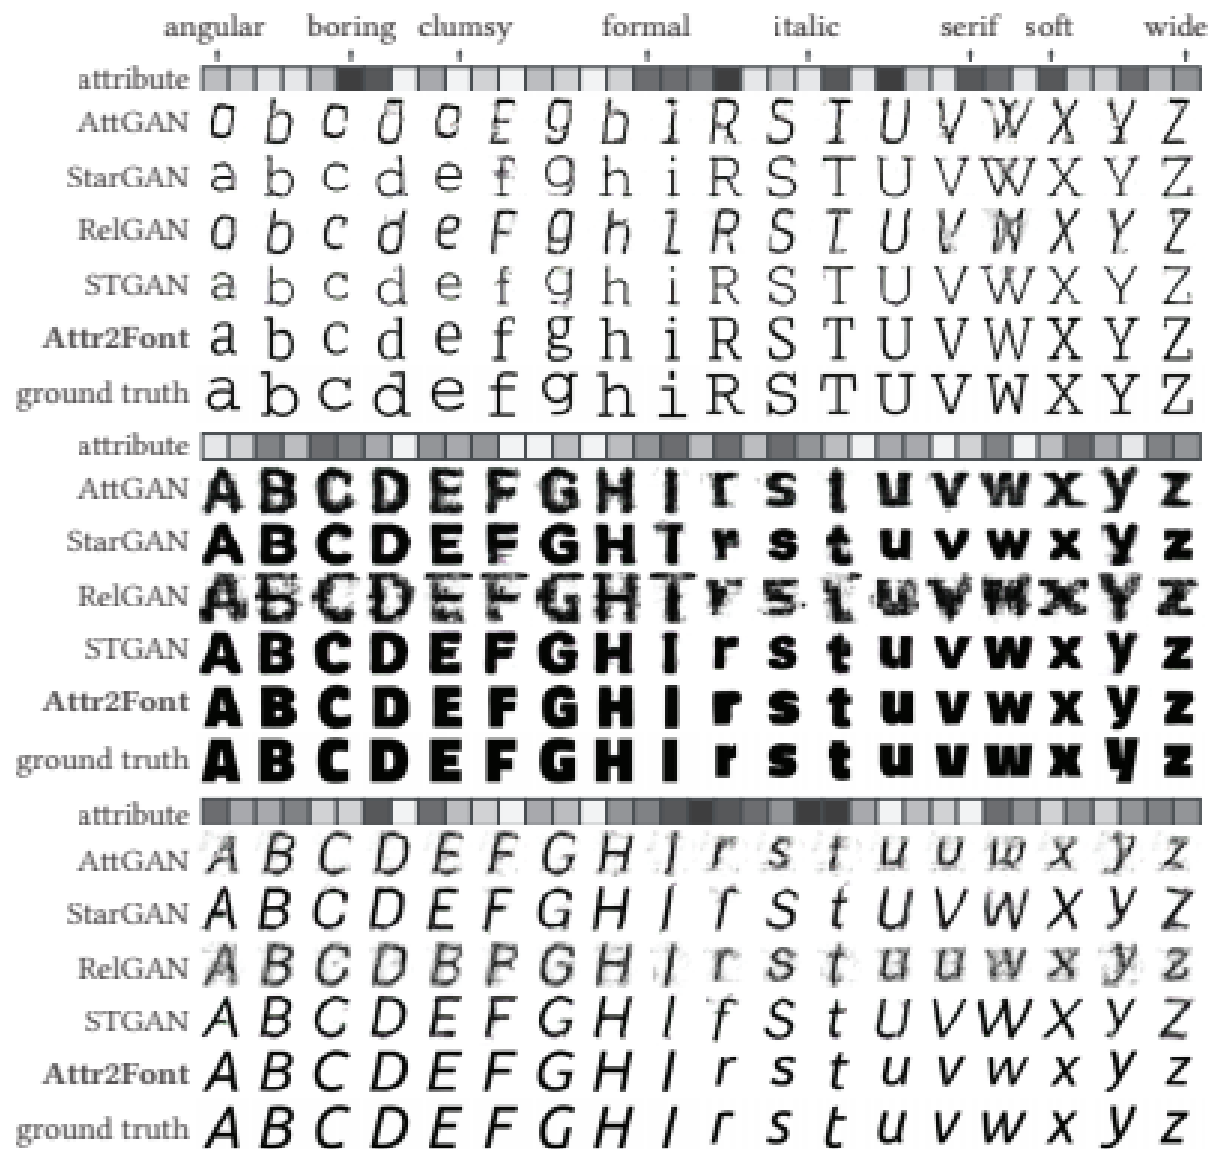 angular boring clumsy formal italic serif soft wide
attribute
AttGAN a b c d e E g b i R S I U V W X Y Z
StarGAN a b c d e f g h i R S T U V W X Y Z
RelGAN a b c d e F g h I R S I U V W X Y Z
STGAN a b c d e f g h i R S T U V W X Y Z
Attr2Font a b c d e f g h i R S T U V W X Y Z
ground truth a b c d e f g h i R S T U V W X Y Z
attribute
AttGAN A B C D E F G H I r s t u v w x y z
StarGAN A B C D E F G H T r s t u v w x y z
RelGAN A B C D E F G H T r s t u v w x y z
STGAN A B C D E F G H I r s t u v w x y z
Attr2Font A B C D E F G H I r s t u v w x y z
ground truth A B C D E F G H I r s t u v w x y z
attribute
AttGAN A B C D E F G H I r s t u v w x y z
StarGAN A B C D E F G H I r S t U V W X y Z
RelGAN A B C D B P G H I r s t u u w x y z
STGAN A B C D E F G H I f S t U V W X y Z
Attr2Font A B C D E F G H I r s t u v w x y z
ground truth A B C D E F G H I r s t u v w x y z